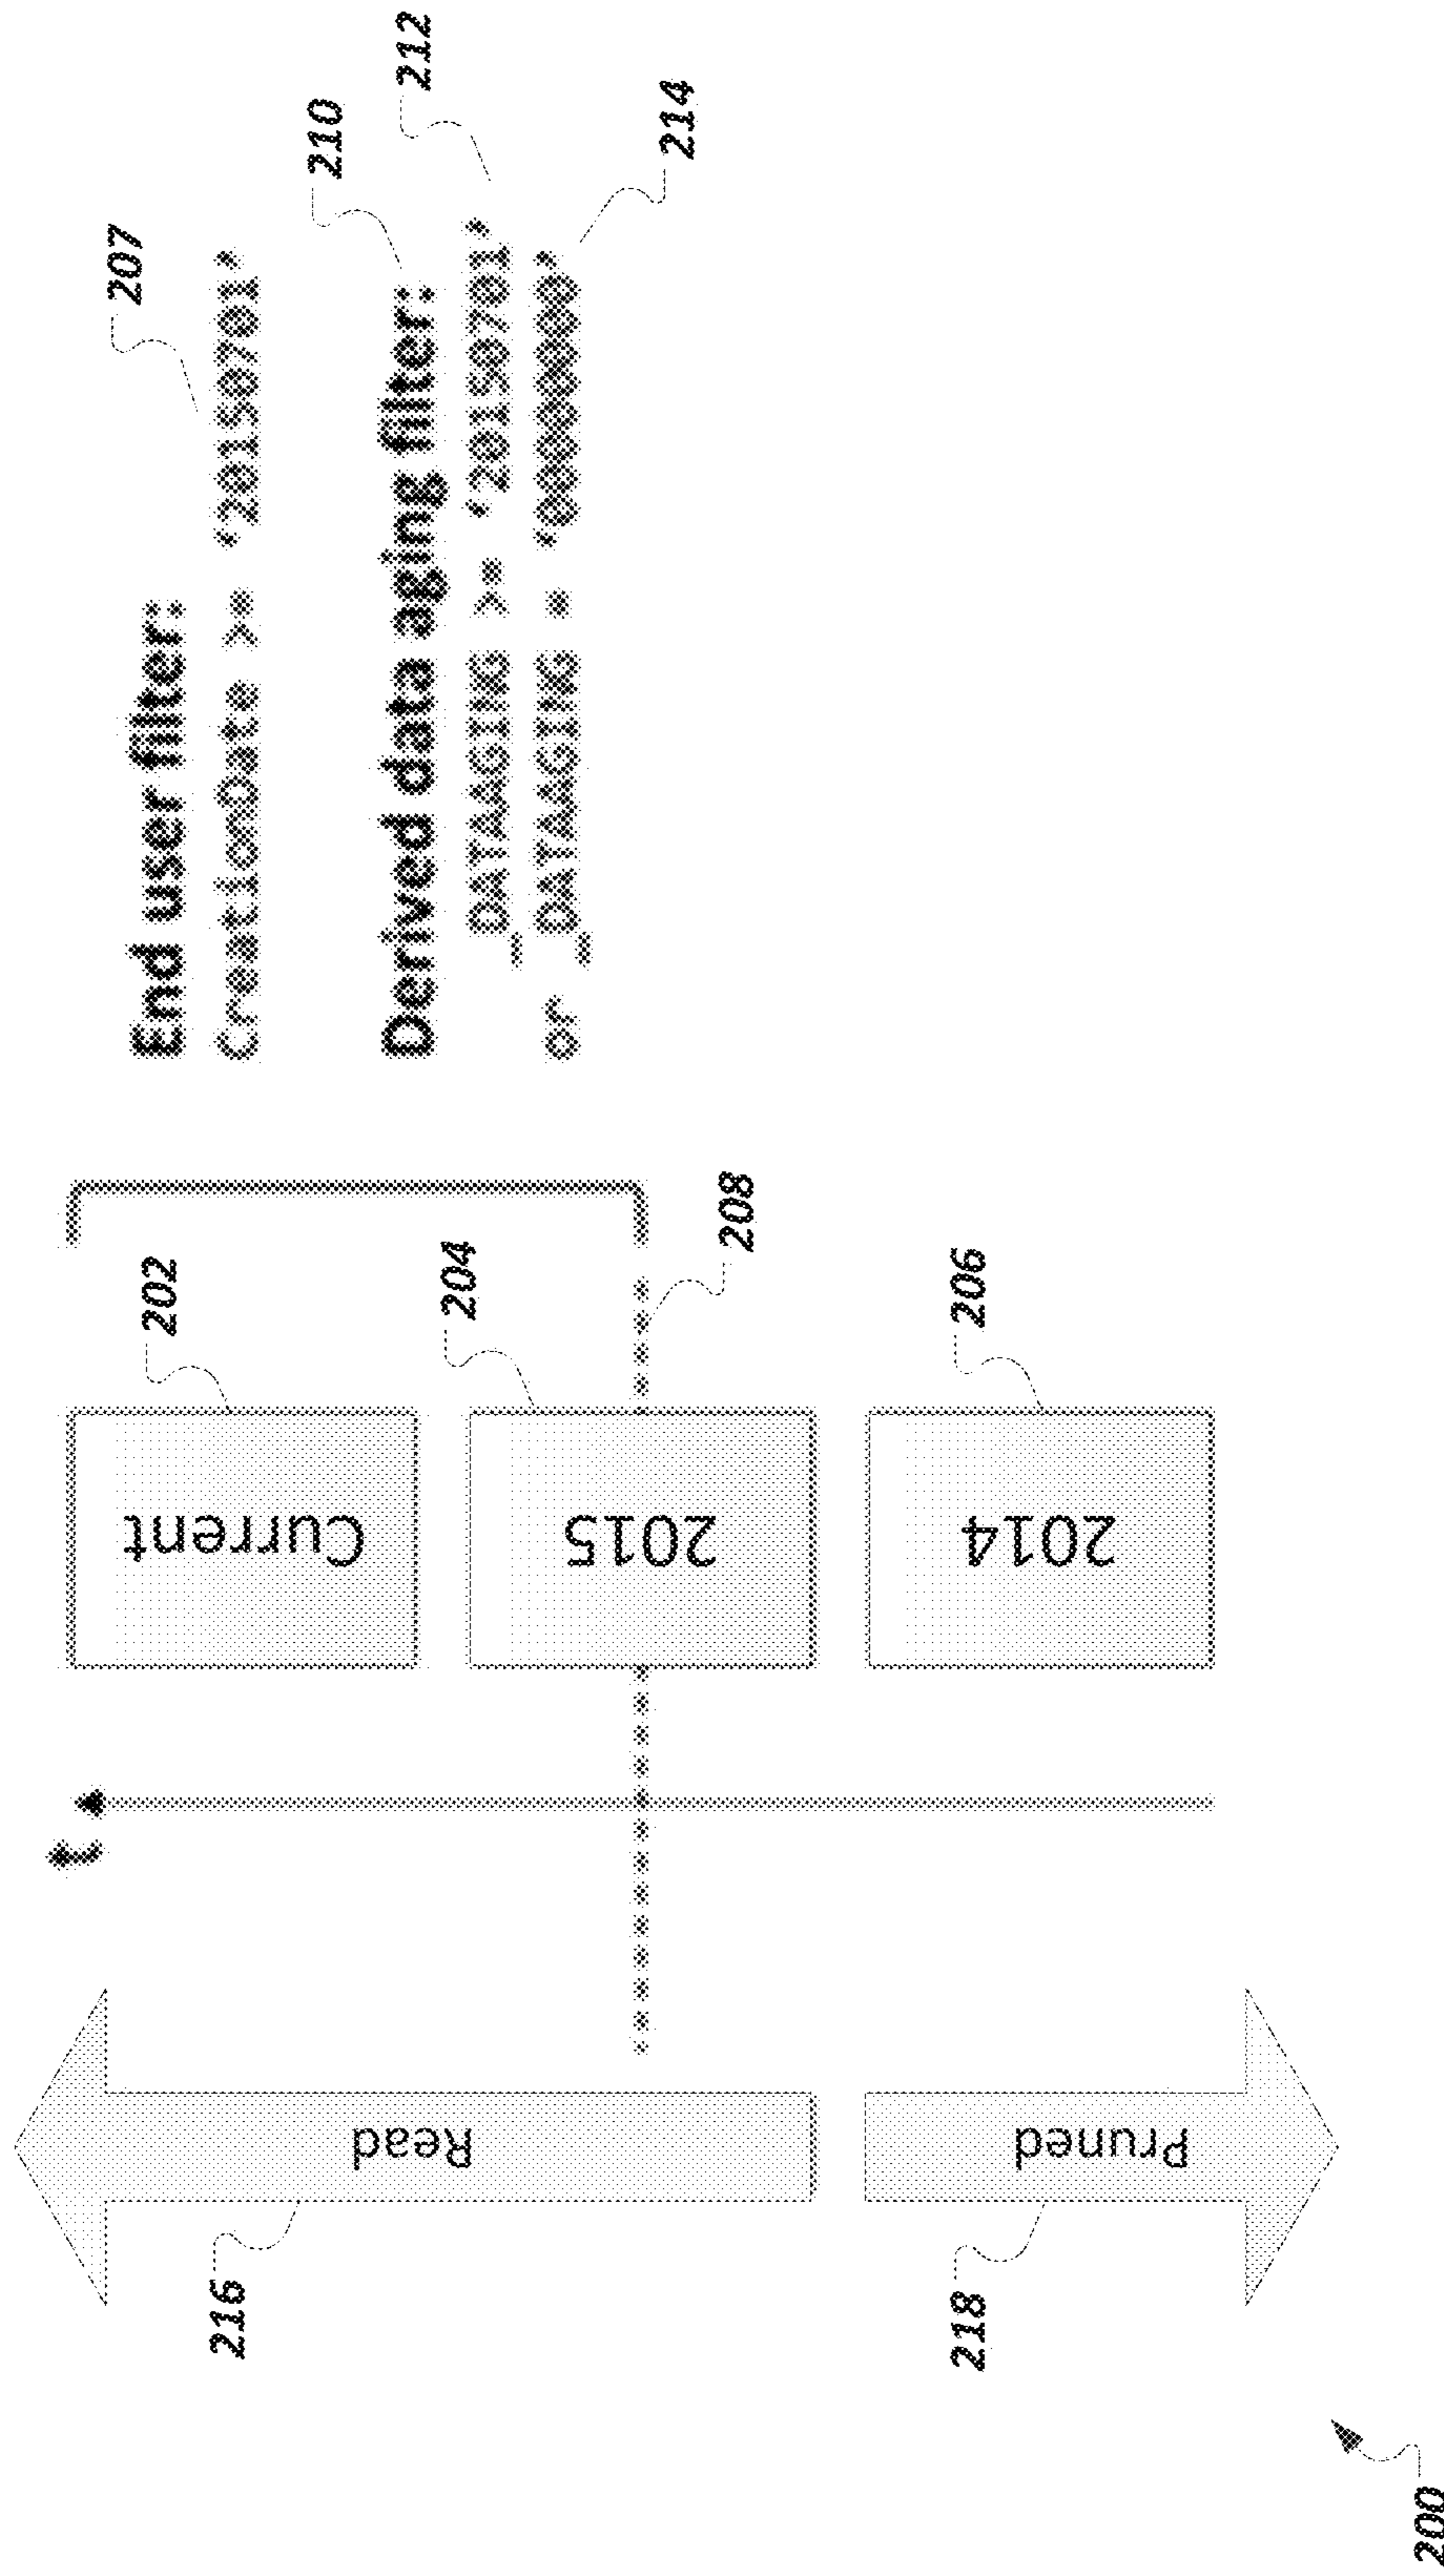 End user filter:
207
CreationDate >= '20150701'
210
Derived data aging filter:
212
_DATAAGING >= '20150701'
or _DATAAGING = '00000000'
214
t
Current
202
2015
204
208
2014
206
Read
216
Pruned
218
200